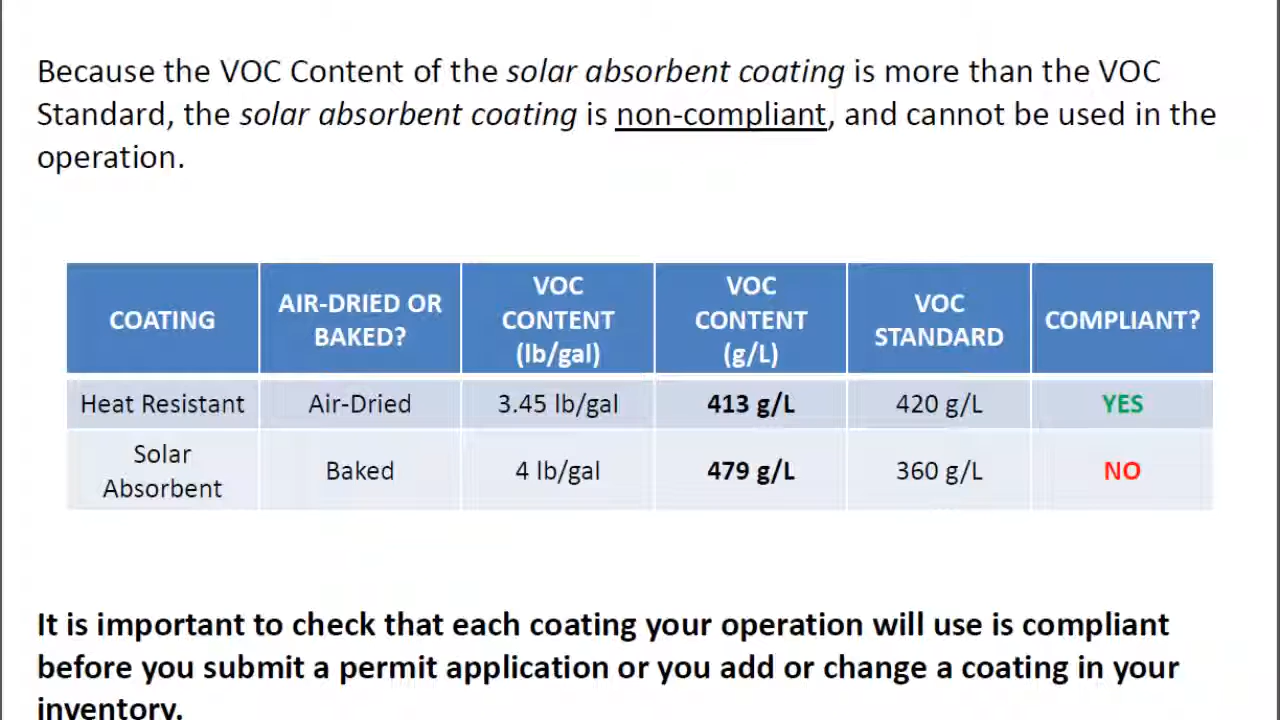 Because the VOC Content of the solar absorbent coating is more than the VOC
Standard, the solar absorbent coating is non-compliant, and cannot be used in the
operation.
COATING
AIR-DRIED OR
BAKED?
VOC
CONTENT
(lb/gal)
VOC
CONTENT
(g/L)
VOC
STANDARD
COMPLIANT?
Heat Resistant
Air-Dried
3.45 lb/gal
413 g/L
420 g/L
YES
Solar
Absorbent
Baked
4 lb/gal
479 g/L
360 g/L
NO
It is important to check that each coating your operation will use is compliant
before you submit a permit application or you add or change a coating in your
inventory.